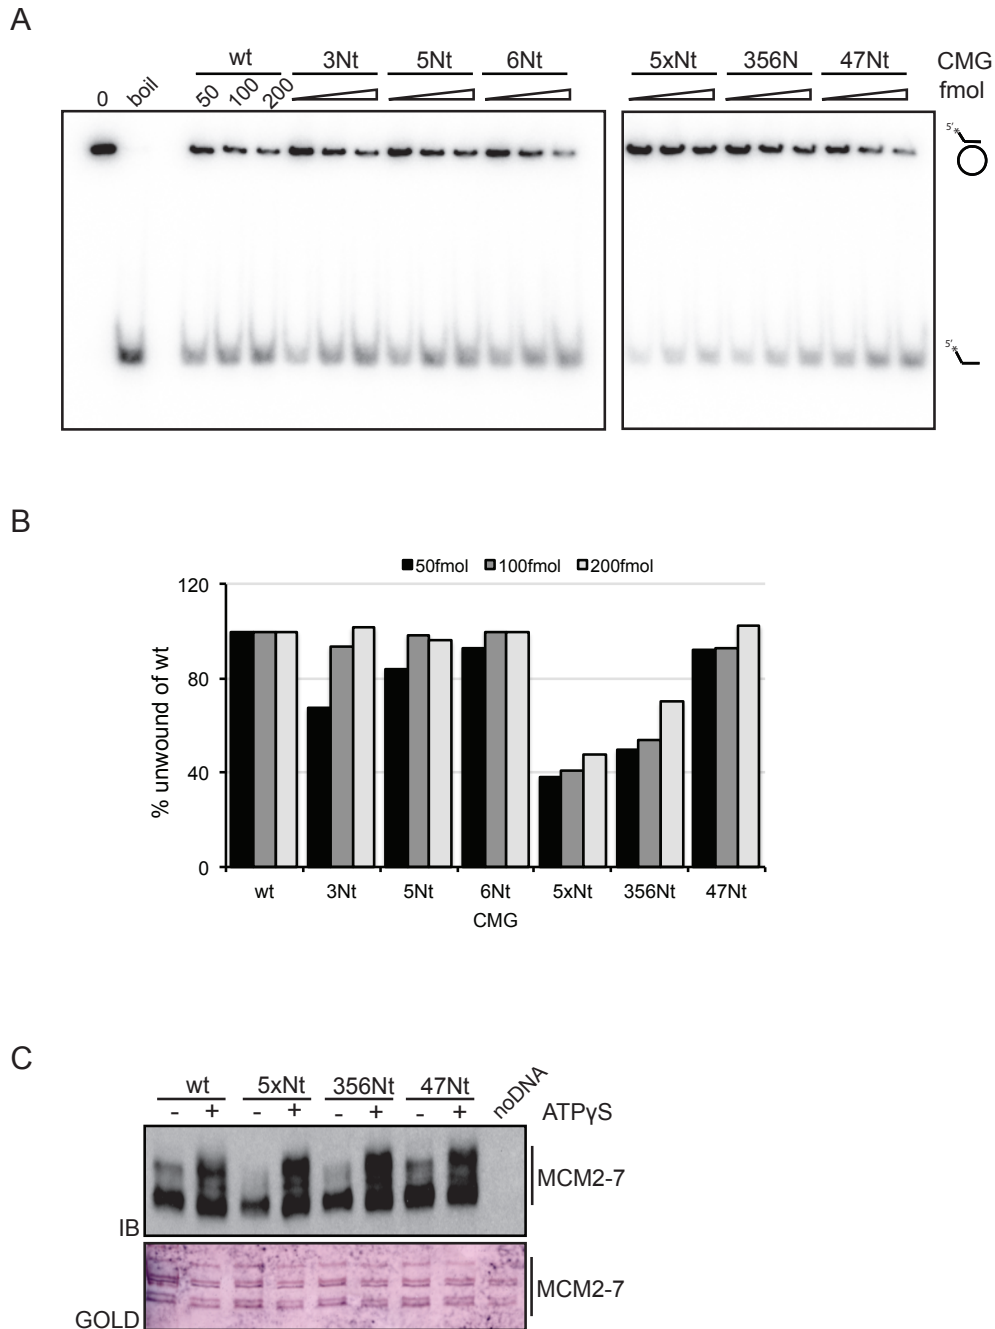 A
wt 3Nt 5Nt 6Nt 5xNt 356N 47Nt CMG
0 boil 50 100 200 fmol
5' *
5' *
B
50fmol 100fmol 200fmol
120
80
40
0
% unwound of wt
wt 3Nt 5Nt 6Nt 5xNt 356Nt 47Nt
CMG
C
wt 5xNt 356Nt 47Nt noDNA
- + - + - + - + ATPγS
MCM2-7
IB
MCM2-7
GOLD